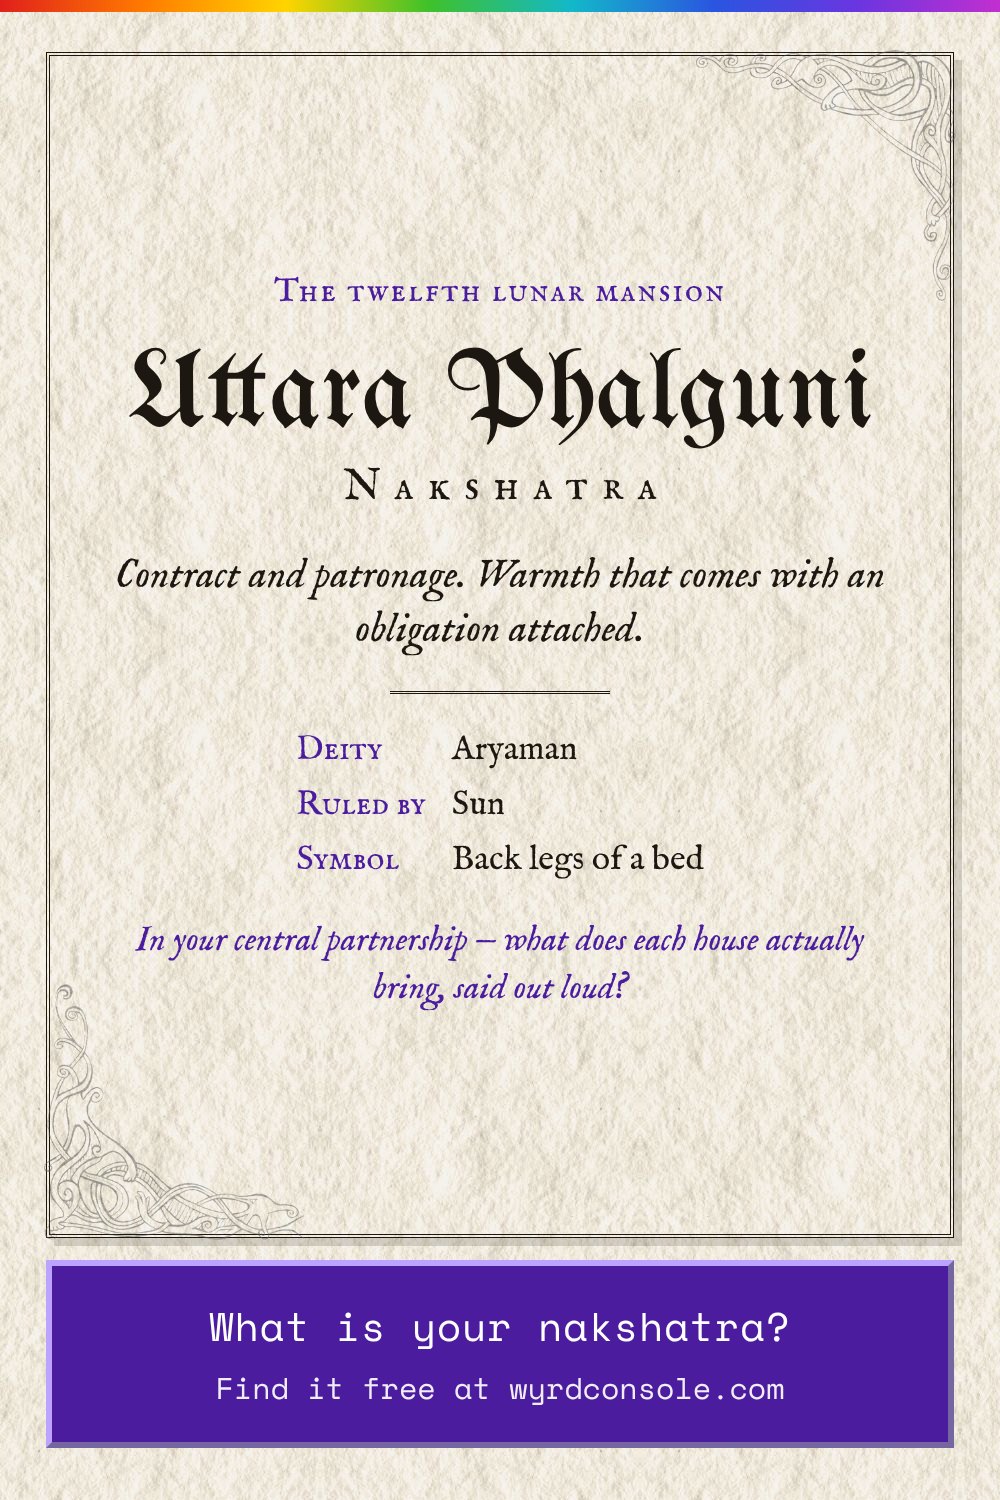 The twelfth lunar mansion
Uttara Phalguni
Nakshatra
Contract and patronage. Warmth that comes with an
obligation attached.
Deity Aryaman
Ruled by Sun
Symbol Back legs of a bed
In your central partnership — what does each house actually
bring, said out loud?
What is your nakshatra?
Find it free at wyrdconsole.com